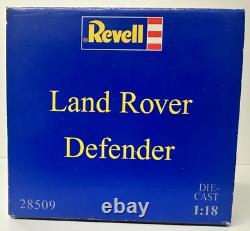 Revell
Land Rover
Defender
28509
DIE-
CAST
1:18